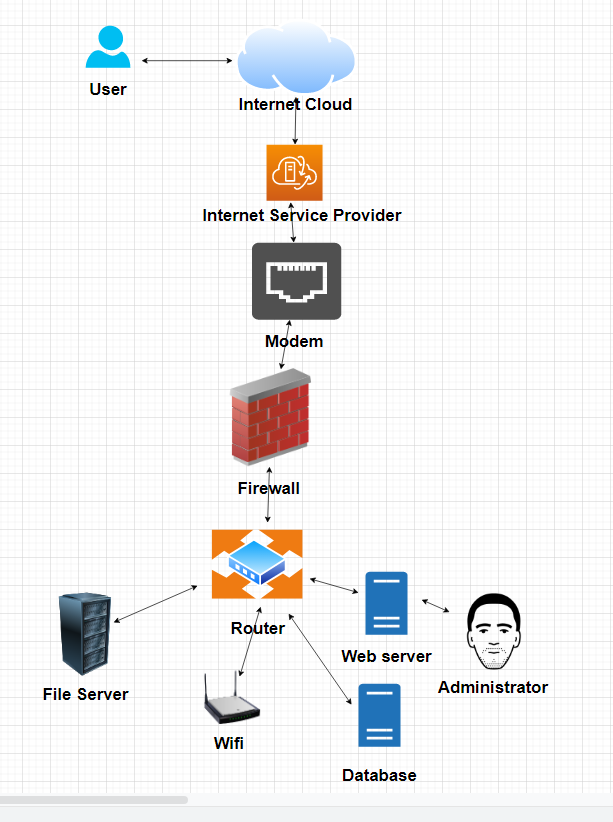 User
Internet Cloud
Internet Service Provider
Modem
Firewall
Router
Web server
File Server
Administrator
Wifi
Database